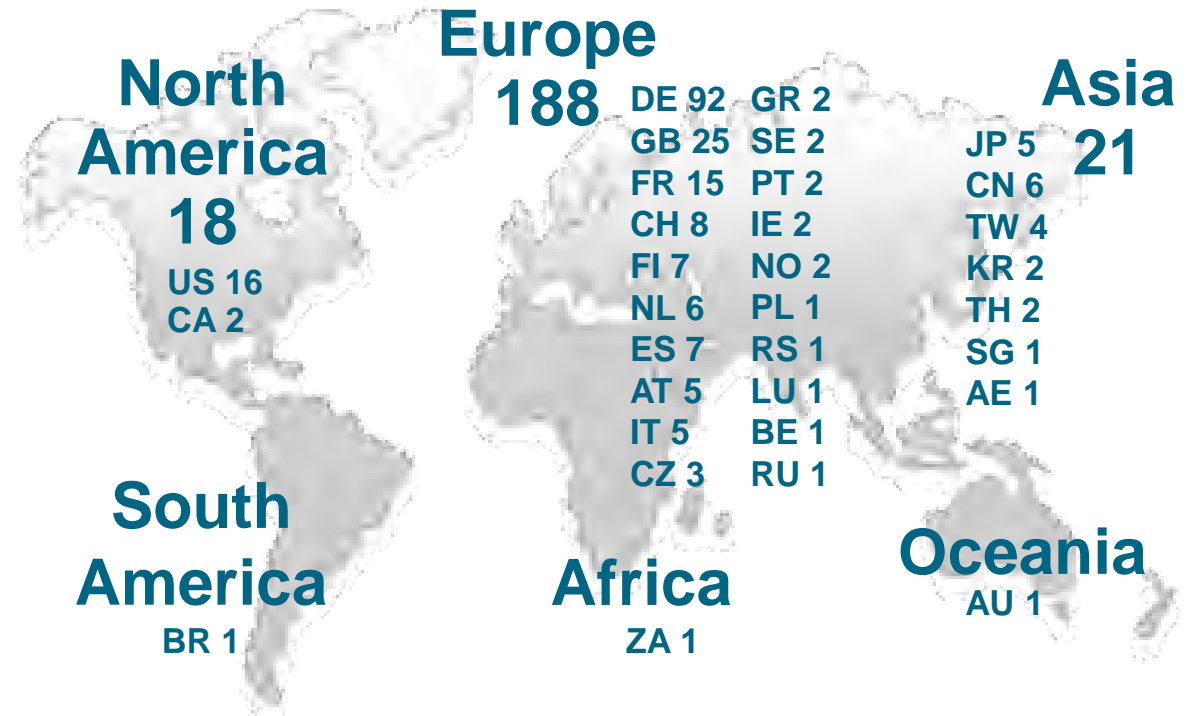 North
America
18
US 16
CA 2
Europe
188
DE 92
GB 25
FR 15
CH 8
FI 7
NL 6
ES 7
AT 5
IT 5
CZ 3
GR 2
SE 2
PT 2
IE 2
NO 2
PL 1
RS 1
LU 1
BE 1
RU 1
Asia
21
JP 5
CN 6
TW 4
KR 2
TH 2
SG 1
AE 1
South
America
BR 1
Africa
ZA 1
Oceania
AU 1